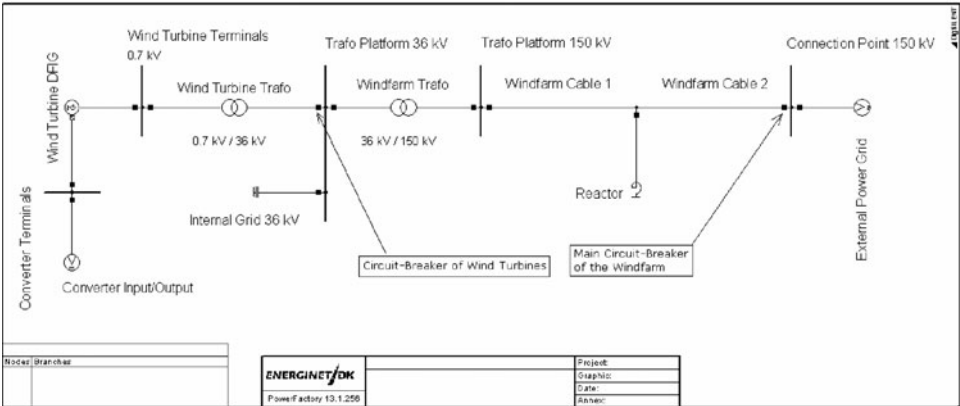 DIgSILENT
Wind Turbine Terminals
0.7 kV
Trafo Platform 36 kV
Trafo Platform 150 kV
Connection Point 150 kV
Wind Turbine DFIG
Wind Turbine Trafo
Windfarm Trafo
Windfarm Cable 1
Windfarm Cable 2
0.7 kV / 36 kV
36 kV / 150 kV
Reactor
External Power Grid
Converter Terminals
Internal Grid 36 kV
Converter Input/Output
Circuit-Breaker of Wind Turbines
Main Circuit-Breaker
of the Windfarm
Nodes Branches
ENERGINET/DK
PowerFactory 13.1.256
Project:
Graphic:
Date:
Annex: